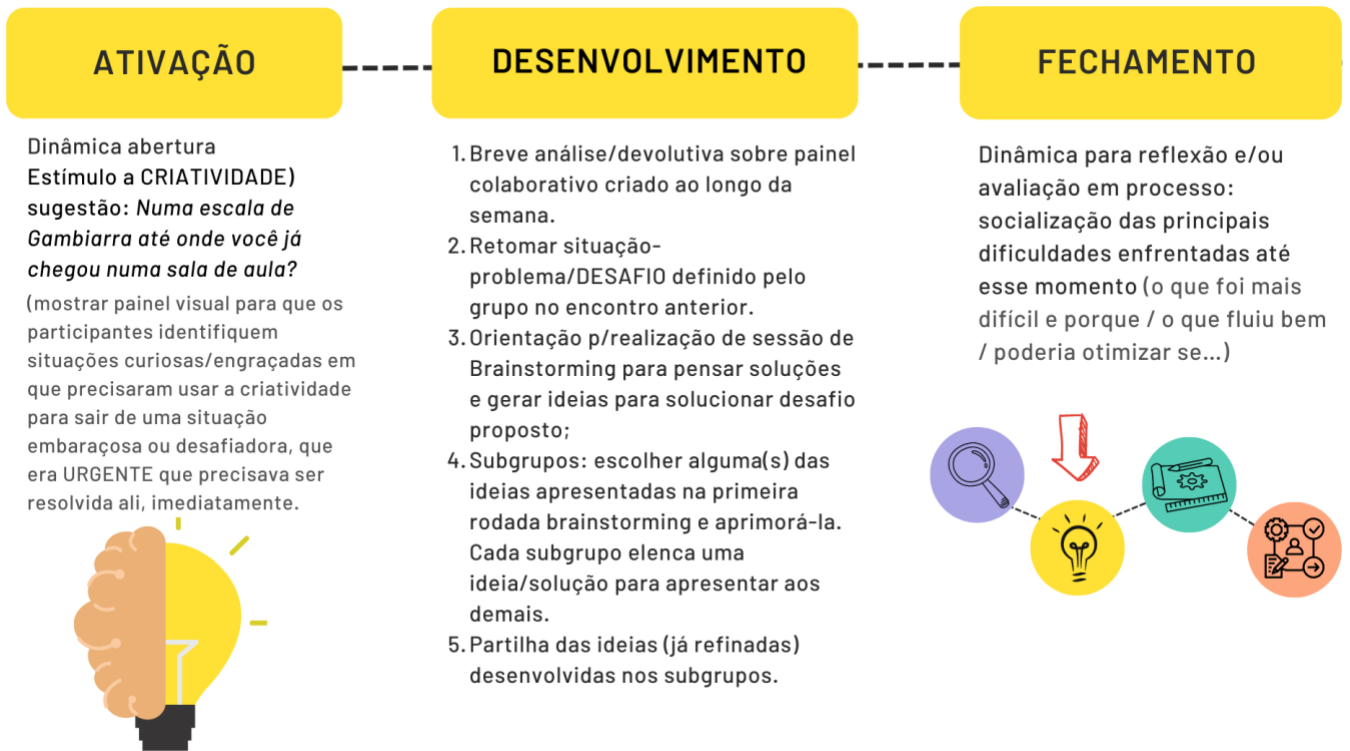 ATIVAÇÃO
DESENVOLVIMENTO
FECHAMENTO
Dinâmica abertura
Estímulo a CRIATIVIDADE)
sugestão: Numa escala de
Gambiarra até onde você já
chegou numa sala de aula?
(mostrar painel visual para que os
participantes identifiquem
situações curiosas/engraçadas em
que precisaram usar a criatividade
para sair de uma situação
embaraçosa ou desafiadora, que
era URGENTE que precisava ser
resolvida ali, imediatamente.
1. Breve análise/devolutiva sobre painel
colaborativo criado ao longo da
semana.
2. Retomar situação-
problema/DESAFIO definido pelo
grupo no encontro anterior.
3. Orientação p/realização de sessão de
Brainstorming para pensar soluções
e gerar ideias para solucionar desafio
proposto;
4. Subgrupos: escolher alguma(s) das
ideias apresentadas na primeira
rodada brainstorming e aprimorá-la.
Cada subgrupo elenca uma
ideia/solução para apresentar aos
demais.
5. Partilha das ideias (já refinadas)
desenvolvidas nos subgrupos.
Dinâmica para reflexão e/ou
avaliação em processo:
socialização das principais
dificuldades enfrentadas até
esse momento (o que foi mais
difícil e porque / o que fluiu bem
/ poderia otimizar se...)